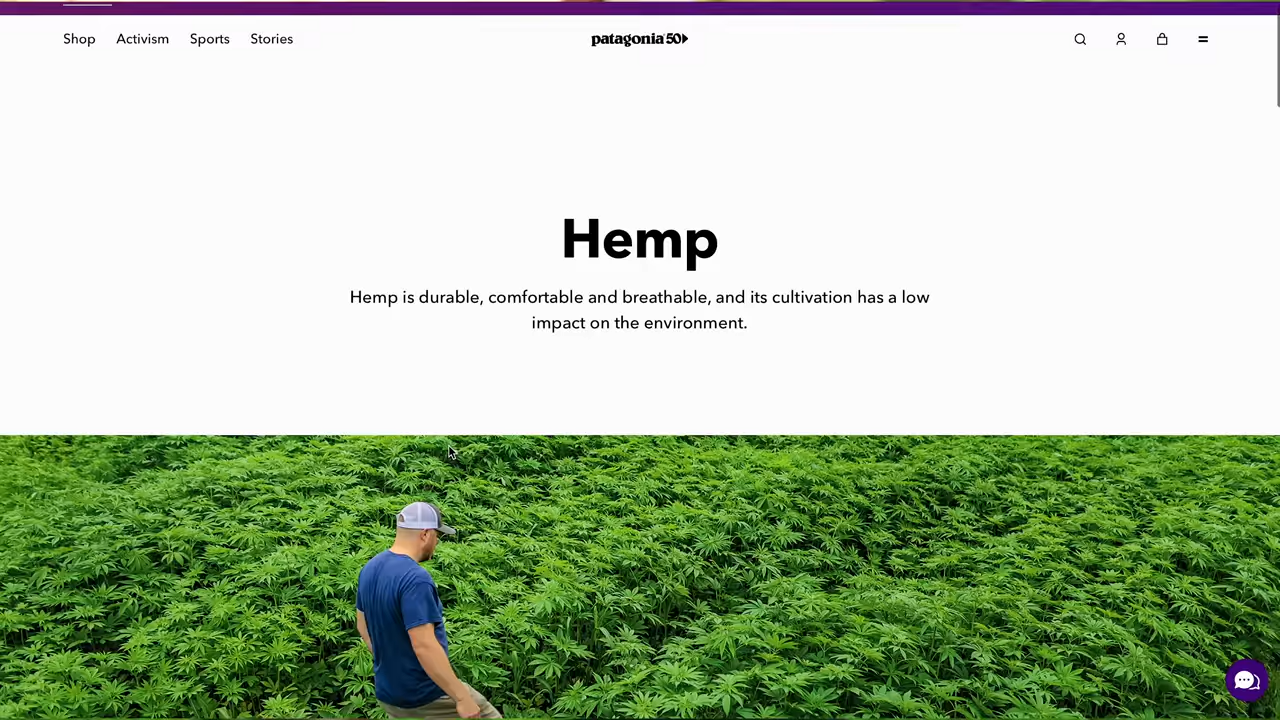 Shop Activism Sports Stories patagonia 50
Hemp
Hemp is durable, comfortable and breathable, and its cultivation has a low
impact on the environment.